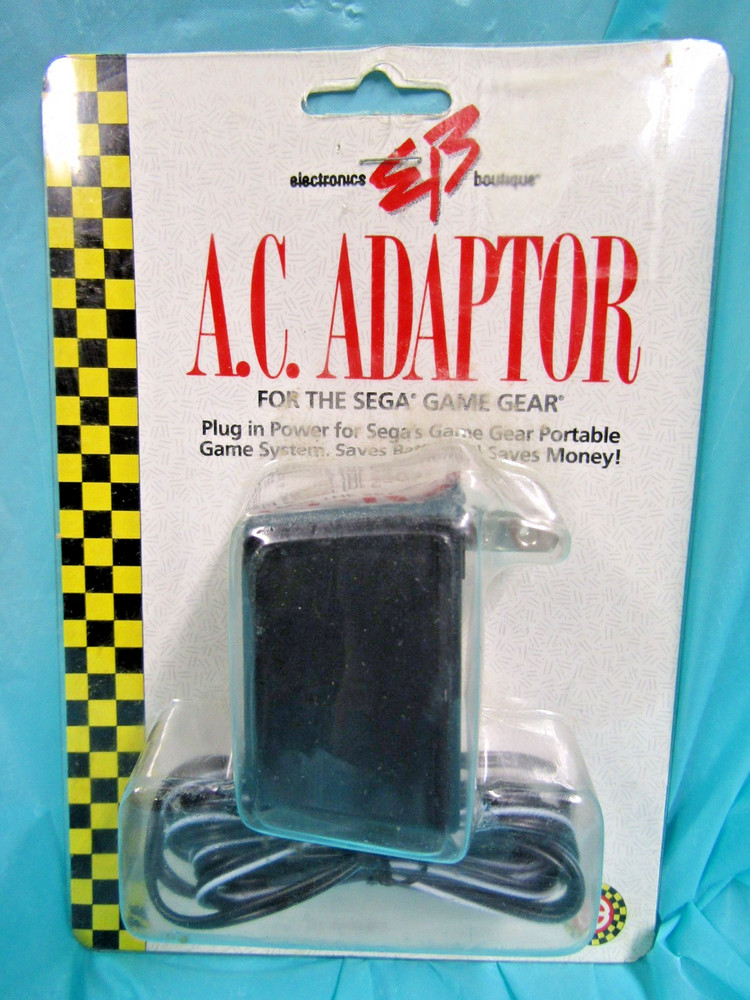 electronics EB boutique
A.C. ADAPTOR
FOR THE SEGA® GAME GEAR®
Plug in Power for Sega's Game Gear Portable
Game System. Saves Saves Money!